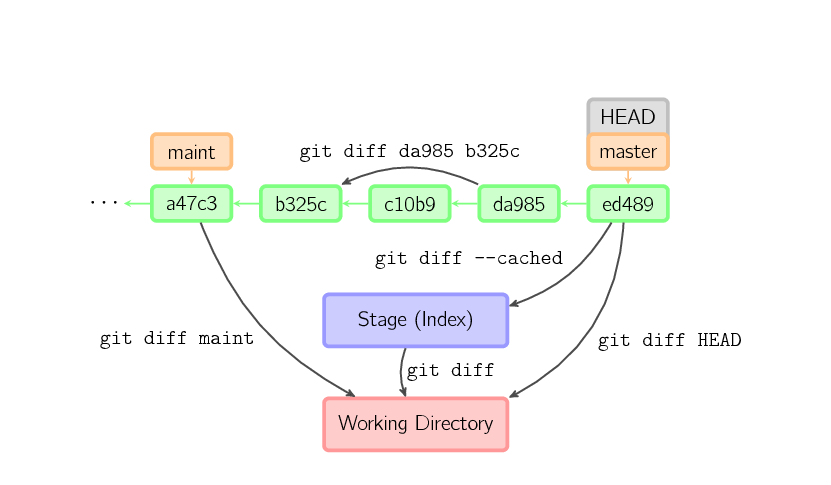 HEAD
maint
git diff da985 b325c
master
...
a47c3
b325c
c10b9
da985
ed489
git diff --cached
Stage (Index)
git diff maint
git diff HEAD
git diff
Working Directory